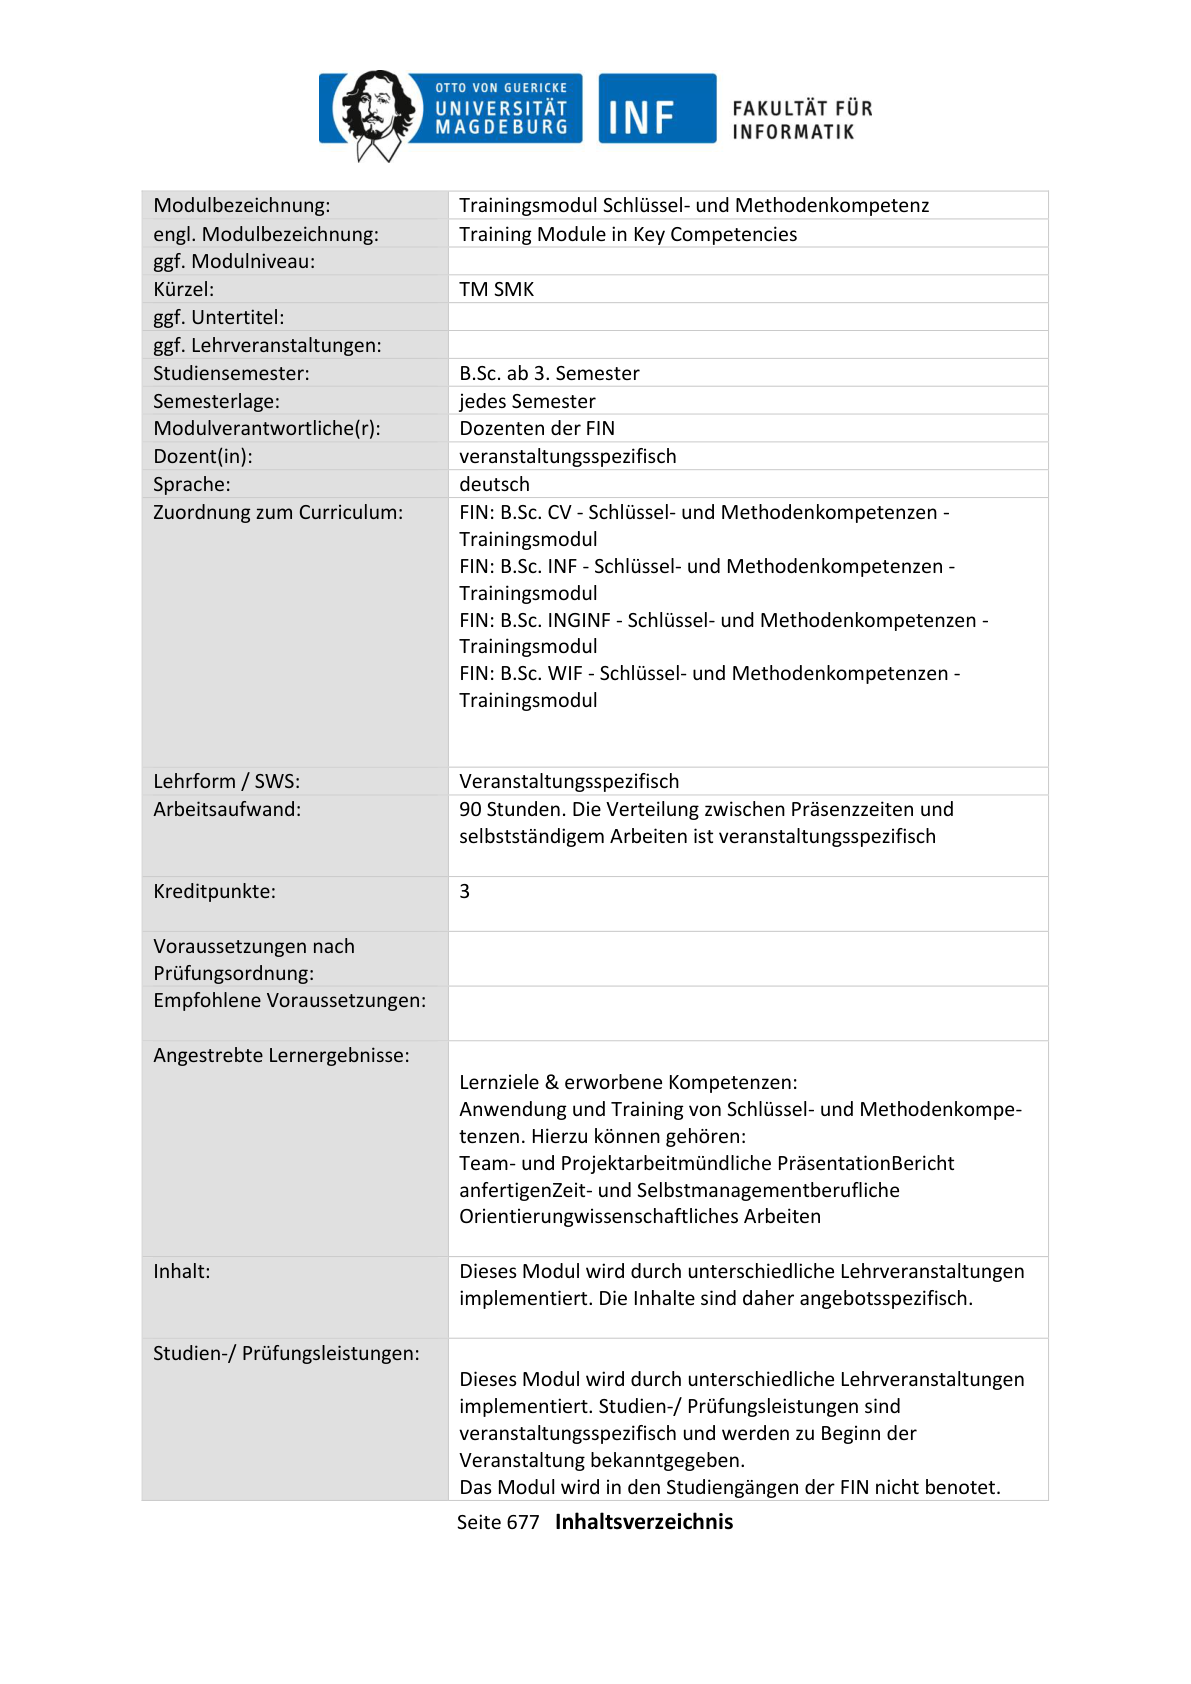 OTTO VON GUERICKE
UNIVERSITÄT
MAGDEBURG
INF
FAKULTÄT FÜR
INFORMATIK
Modulbezeichnung: Trainingsmodul Schlüssel- und Methodenkompetenz
engl. Modulbezeichnung: Training Module in Key Competencies
ggf. Modulniveau:
Kürzel: TM SMK
ggf. Untertitel:
ggf. Lehrveranstaltungen:
Studiensemester: B.Sc. ab 3. Semester
Semesterlage: jedes Semester
Modulverantwortliche(r): Dozenten der FIN
Dozent(in): veranstaltungsspezifisch
Sprache: deutsch
Zuordnung zum Curriculum: FIN: B.Sc. CV - Schlüssel- und Methodenkompetenzen -
Trainingsmodul
FIN: B.Sc. INF - Schlüssel- und Methodenkompetenzen -
Trainingsmodul
FIN: B.Sc. INGINF - Schlüssel- und Methodenkompetenzen -
Trainingsmodul
FIN: B.Sc. WIF - Schlüssel- und Methodenkompetenzen -
Trainingsmodul
Lehrform / SWS: Veranstaltungsspezifisch
Arbeitsaufwand: 90 Stunden. Die Verteilung zwischen Präsenzzeiten und
selbstständigem Arbeiten ist veranstaltungsspezifisch
Kreditpunkte: 3
Voraussetzungen nach
Prüfungsordnung:
Empfohlene Voraussetzungen:
Angestrebte Lernergebnisse:
Lernziele & erworbene Kompetenzen:
Anwendung und Training von Schlüssel- und Methodenkompe-
tenzen. Hierzu können gehören:
Team- und Projektarbeitmündliche PräsentationBericht
anfertigenZeit- und Selbstmanagementberufliche
Orientierungwissenschaftliches Arbeiten
Inhalt: Dieses Modul wird durch unterschiedliche Lehrveranstaltungen
implementiert. Die Inhalte sind daher angebotsspezifisch.
Studien-/ Prüfungsleistungen:
Dieses Modul wird durch unterschiedliche Lehrveranstaltungen
implementiert. Studien-/ Prüfungsleistungen sind
veranstaltungsspezifisch und werden zu Beginn der
Veranstaltung bekanntgegeben.
Das Modul wird in den Studiengängen der FIN nicht benotet.
Seite 677 Inhaltsverzeichnis